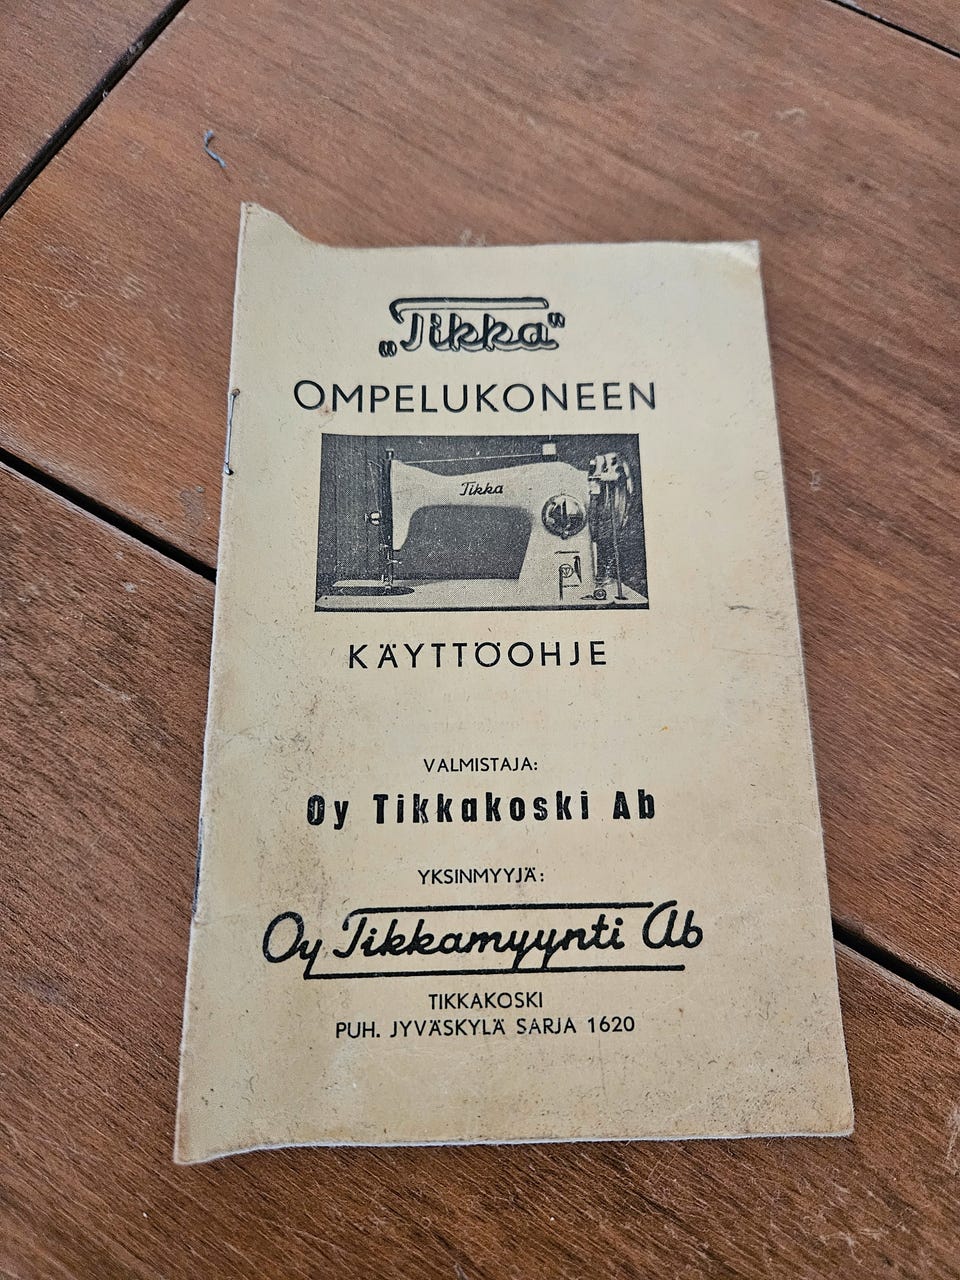 „Tikka”
OMPELUKONEEN
Tikka
KÄYTTÖOHJE
VALMISTAJA:
Oy Tikkakoski Ab
YKSINMYYJÄ:
Oy Tikkamyynti Ab
TIKKAKOSKI
PUH. JYVÄSKYLÄ SARJA 1620